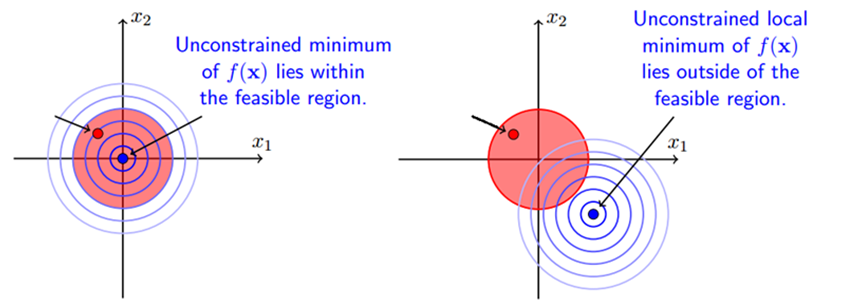 x₂
Unconstrained minimum
of f(x) lies within
the feasible region.
x₁
x₂
Unconstrained local
minimum of f(x)
lies outside of the
feasible region.
x₁